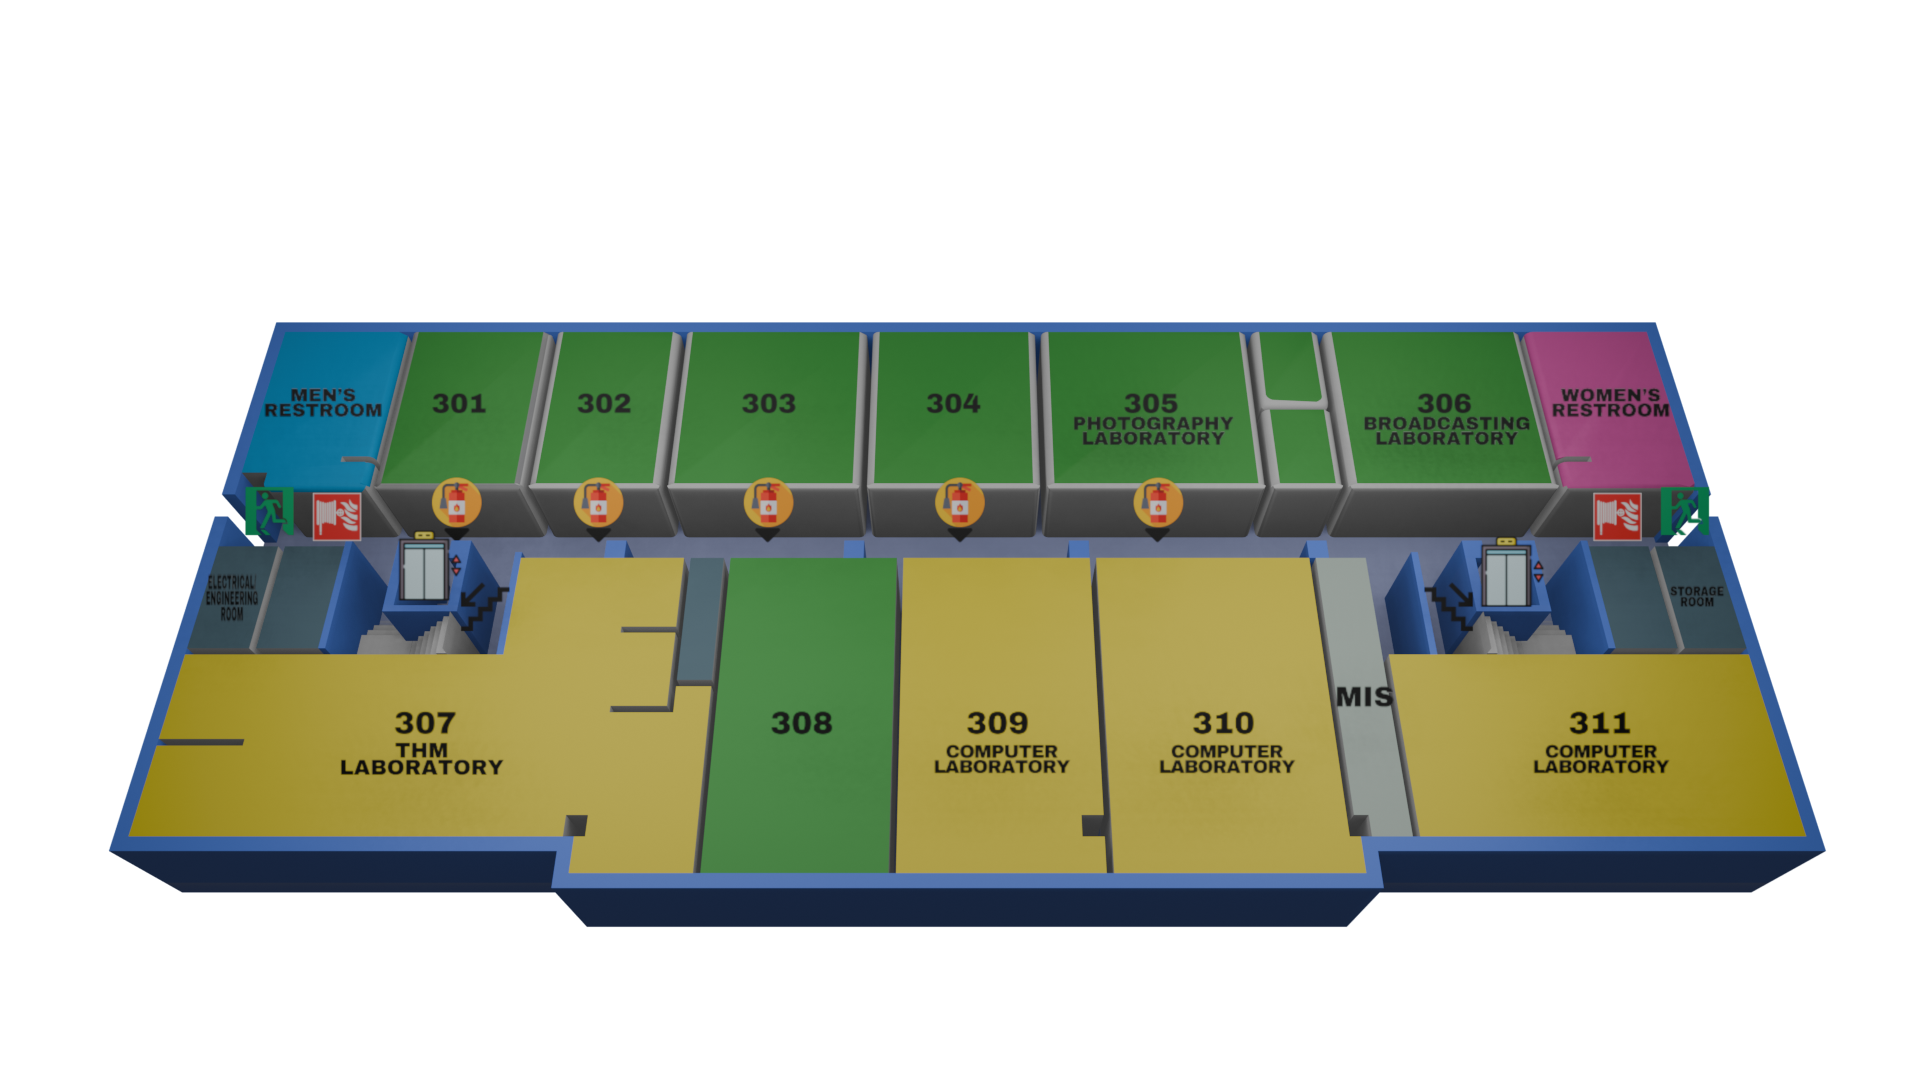 MEN'S
RESTROOM
301
302
303
304
305
PHOTOGRAPHY
LABORATORY
306
BROADCASTING
LABORATORY
WOMEN'S
RESTROOM
ELECTRICAL/
ENGINEERING
ROOM
STORAGE
ROOM
307
THM
LABORATORY
308
309
COMPUTER
LABORATORY
310
COMPUTER
LABORATORY
MIS
311
COMPUTER
LABORATORY